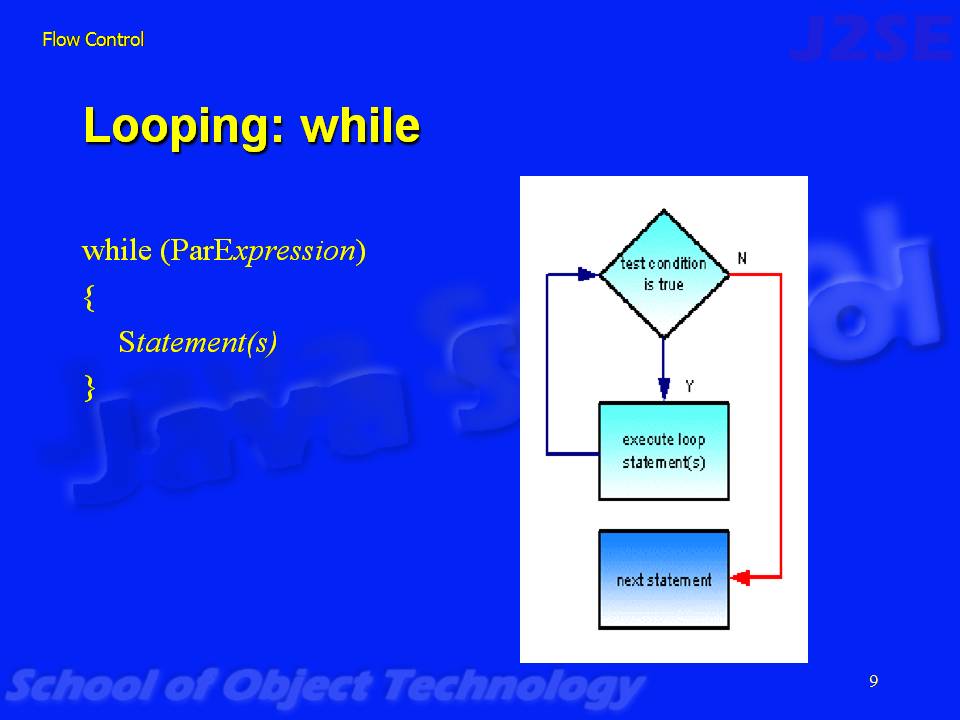 Flow Control
J2SE
Looping: while
while (ParExpression)
{
Statement(s)
}
test condition
is true
N
Y
execute loop
statement(s)
next statement
Java School
School of Object Technology
9